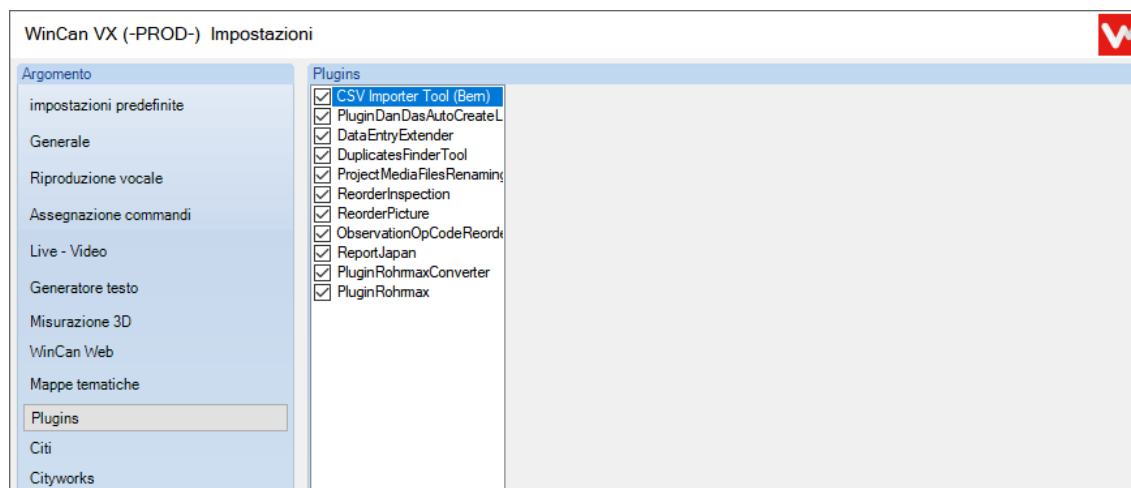 WinCan VX (-PROD-) Impostazioni
Argomento
impostazioni predefinite
Generale
Riproduzione vocale
Assegnazione commandi
Live - Video
Generatore testo
Misurazione 3D
WinCan Web
Mappe tematiche
Plugins
Citi
Cityworks
Plugins
CSV Importer Tool (Bern)
PluginDanDasAutoCreateL
DataEntryExtender
DuplicatesFinderTool
ProjectMediaFilesRenaming
ReorderInspection
ReorderPicture
ObservationOpCodeReorde
ReportJapan
PluginRohrmaxConverter
PluginRohrmax